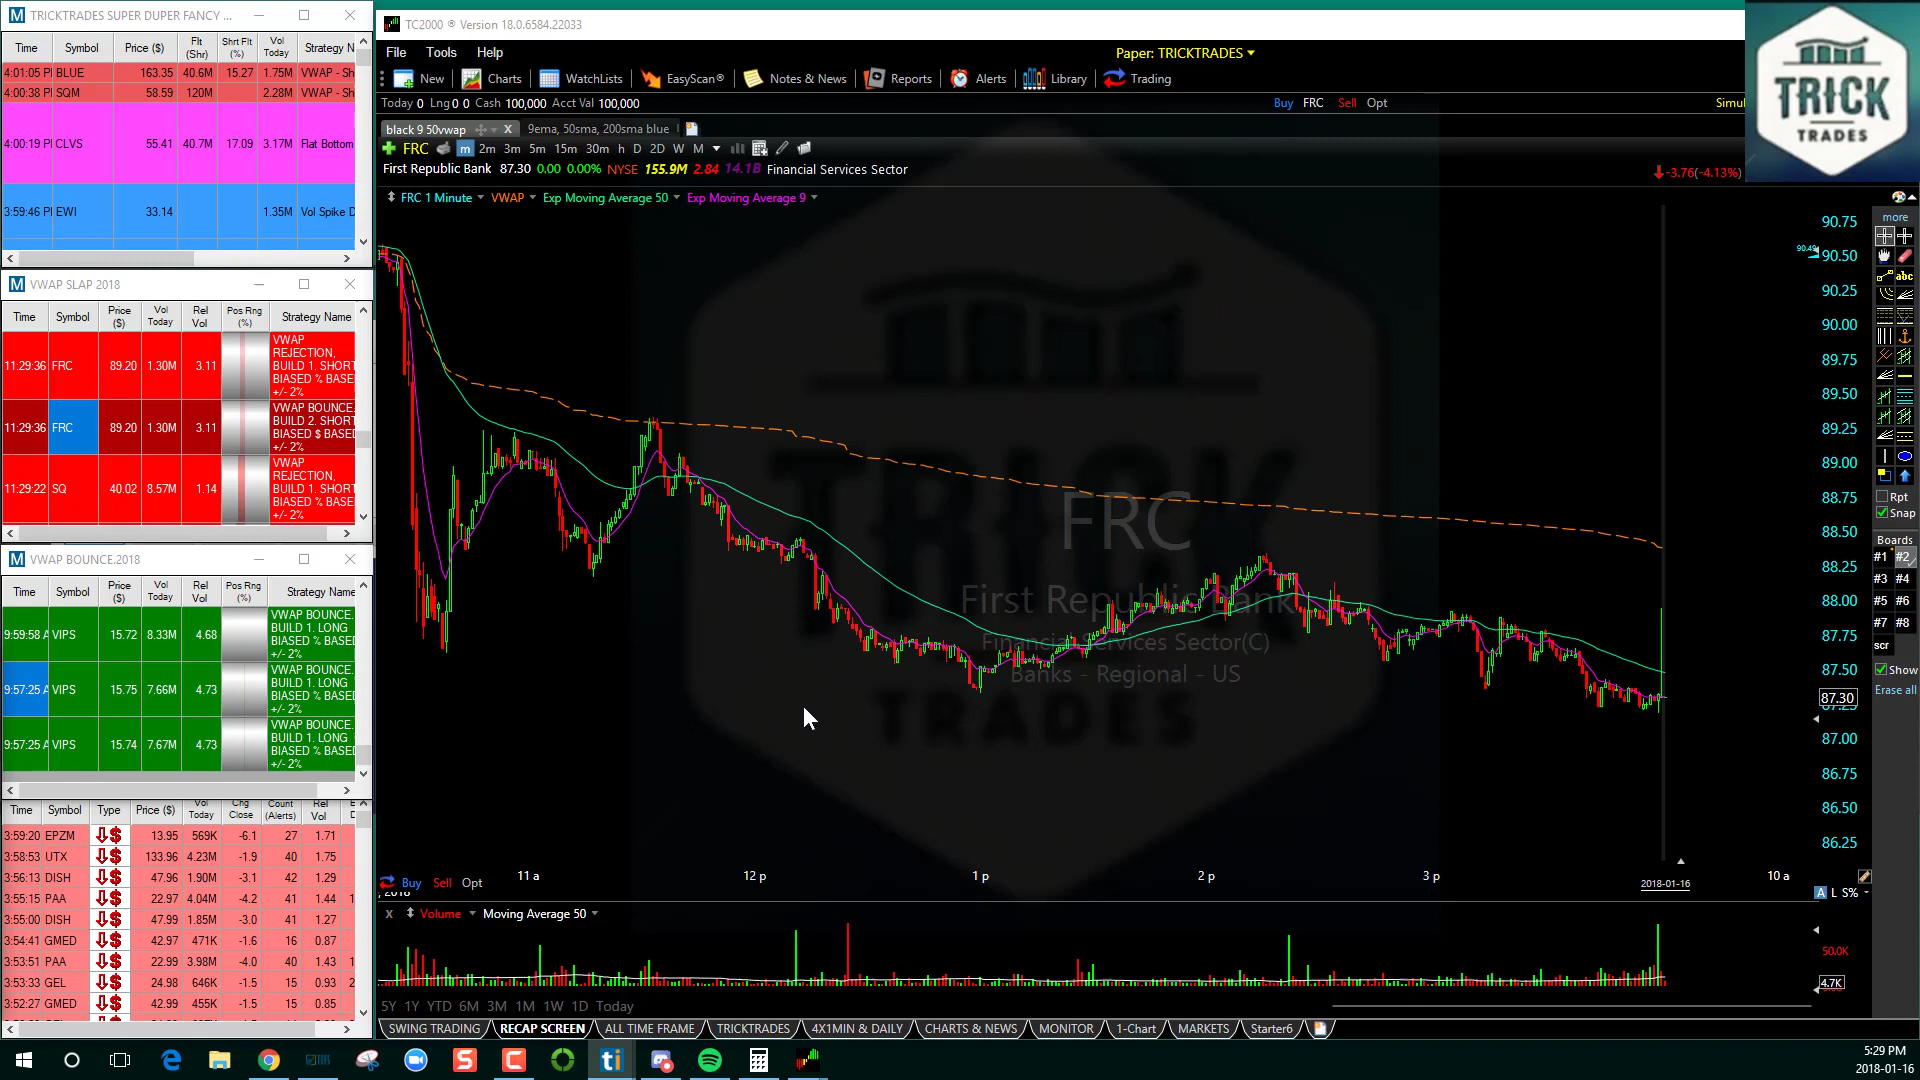 TRICKTRADES SUPER DUPER FANCY ...
Time Symbol Price ($) Flt (Shr) Shrt Flt (%) Vol Today Strategy N
4:01:05 P BLUE 163.35 40.6M 15.27 1.75M VWAP - Sh
4:00:38 P SQM 58.59 120M 2.28M VWAP - Sh
4:00:19 P CLVS 55.41 40.7M 17.09 3.17M Flat Bottom
3:59:46 P EWI 33.14 1.35M Vol Spike D
VWAP SLAP 2018
Time Symbol Price ($) Vol Today Rel Vol Pos Rng (%) Strategy Name
11:29:36 FRC 89.20 1.30M 3.11 VWAP REJECTION, BUILD 1. SHORT BIASED % BASE +/- 2%
11:29:36 FRC 89.20 1.30M 3.11 VWAP BOUNCE. BUILD 2. SHORT BIASED $ BASE +/- 2%
11:29:22 SQ 40.02 8.57M 1.14 VWAP REJECTION, BUILD 1. SHORT BIASED % BASE +/- 2%
VWAP BOUNCE.2018
Time Symbol Price ($) Vol Today Rel Vol Pos Rng (%) Strategy Name
9:59:58 A VIPS 15.72 8.33M 4.68 VWAP BOUNCE. BUILD 1. LONG BIASED % BASE +/- 2%
9:57:25 A VIPS 15.75 7.66M 4.73 VWAP BOUNCE. BUILD 1. LONG BIASED % BASE +/- 2%
9:57:25 A VIPS 15.74 7.67M 4.73 VWAP BOUNCE. BUILD 1. LONG BIASED % BASE +/- 2%
Time Symbol Type Price ($) Vol Today Chg Close Count (Alerts) Rel Vol
3:59:20 EPZM 13.95 569K -6.1 27 1.71
3:58:53 UTX 133.96 4.23M -1.9 40 1.75
3:56:13 DISH 47.96 1.90M -3.1 42 1.29
3:55:15 PAA 22.97 4.04M -4.2 41 1.44
3:55:00 DISH 47.99 1.85M -3.0 41 1.27
3:54:41 GMED 42.97 471K -1.6 16 0.87
3:53:51 PAA 22.99 3.98M -4.0 40 1.43
3:53:33 GEL 24.98 646K -1.5 15 0.93
3:52:27 GMED 42.99 455K -1.5 15 0.85
TC2000 ® Version 18.0.6584.22033
File Tools Help
Paper: TRICKTRADES
New Charts WatchLists EasyScan® Notes & News Reports Alerts Library Trading
Today 0 Lng 0 0 Cash 100,000 Acct Val 100,000
Buy FRC Sell Opt
Simul
black 9 50vwap X 9ema, 50sma, 200sma blue
FRC m 2m 3m 5m 15m 30m h D 2D W M
First Republic Bank 87.30 0.00 0.00% NYSE 155.9M 2.84 14.1B Financial Services Sector
-3.76(-4.13%)
FRC 1 Minute VWAP Exp Moving Average 50 Exp Moving Average 9
TRICK
TRADES
FRC
First Republic Bank
Financial Services Sector(C)
Banks - Regional - US
TRICK
TRADES
90.75
90.49
90.50
90.25
90.00
89.75
89.50
89.25
89.00
88.75
88.50
88.25
88.00
87.75
87.50
87.30
87.25
87.00
86.75
86.50
86.25
more
abc
Rpt
Snap
Boards
#1 #2
#3 #4
#5 #6
#7 #8
scr
Show
Erase all
11 a 12 p 1 p 2 p 3 p 2018-01-16 10 a
Buy Sell Opt
2018
A L S%
X Volume Moving Average 50
50.0K
4.7K
5Y 1Y YTD 6M 3M 1M 1W 1D Today
SWING TRADING RECAP SCREEN ALL TIME FRAME TRICKTRADES 4X1MIN & DAILY CHARTS & NEWS MONITOR 1-Chart MARKETS Starter6
5:29 PM
2018-01-16